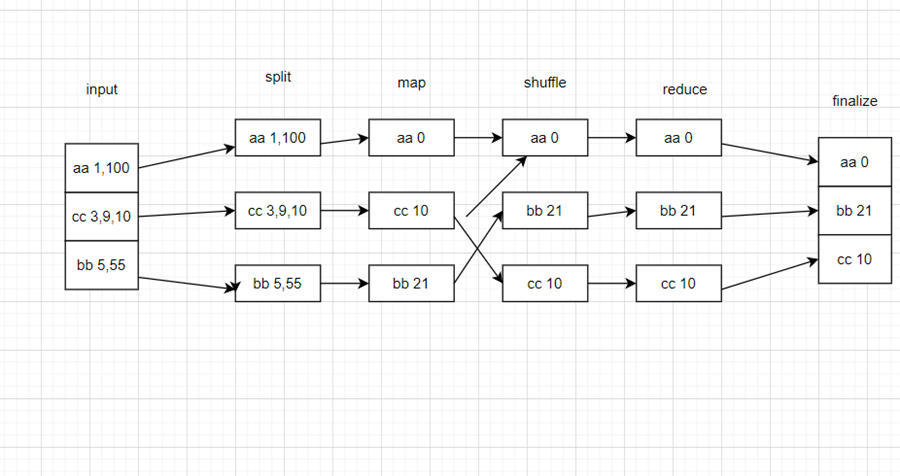 input
split
map
shuffle
reduce
finalize
aa 1,100
cc 3,9,10
bb 5,55
aa 1,100
cc 3,9,10
bb 5,55
aa 0
cc 10
bb 21
aa 0
bb 21
cc 10
aa 0
bb 21
cc 10
aa 0
bb 21
cc 10